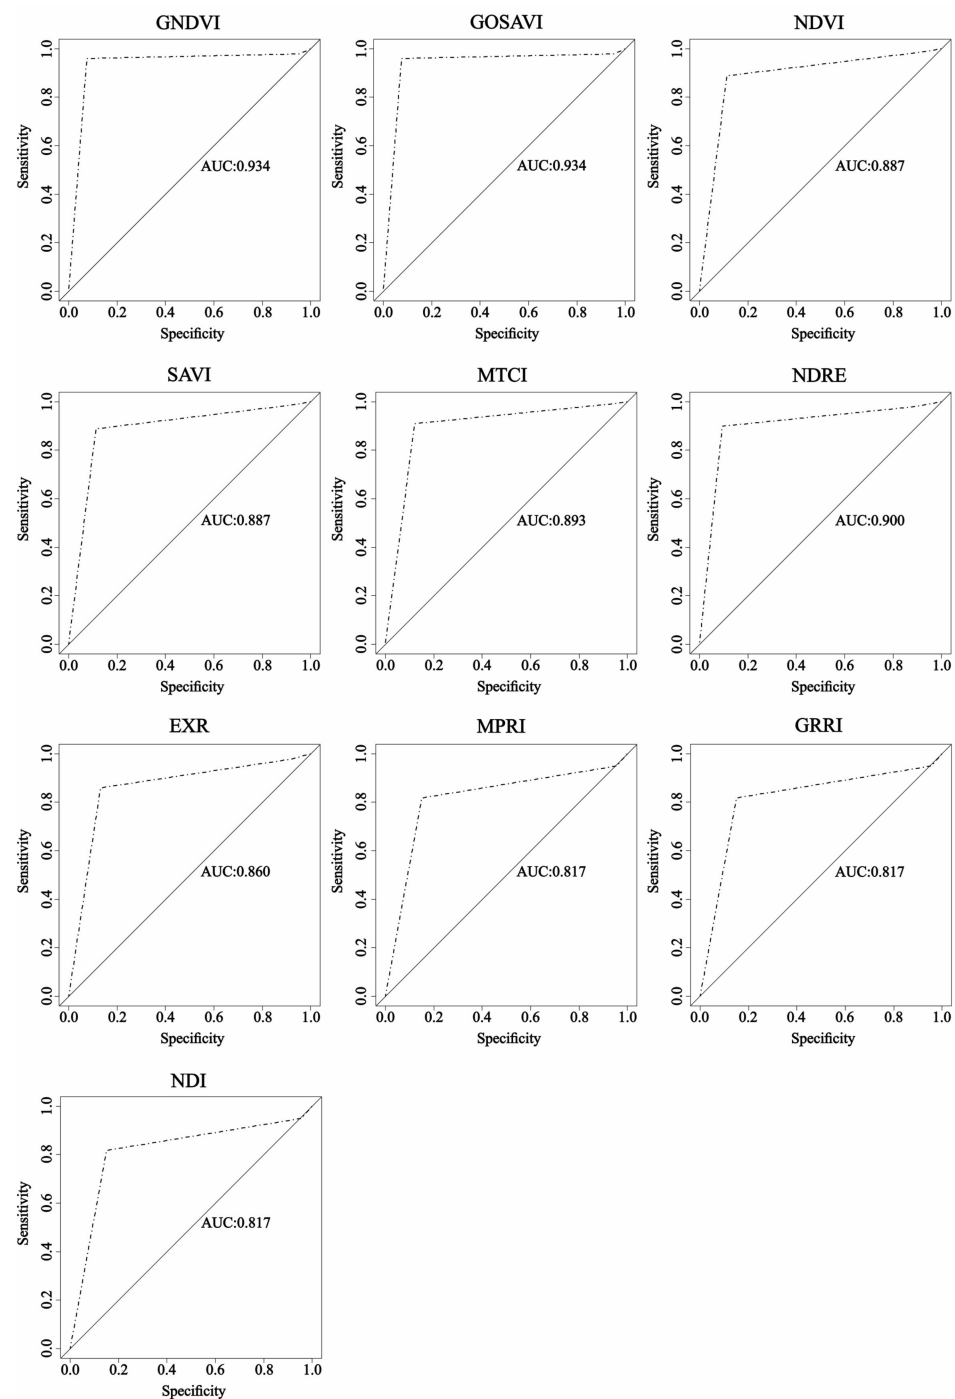 GNDVI
1.0
0.8
0.6
0.4
0.2
0.0
Sensitivity
AUC:0.934
0.0 0.2 0.4 0.6 0.8 1.0
Specificity
GOSAVI
1.0
0.8
0.6
0.4
0.2
0.0
Sensitivity
AUC:0.934
0.0 0.2 0.4 0.6 0.8 1.0
Specificity
NDVI
1.0
0.8
0.6
0.4
0.2
0.0
Sensitivity
AUC:0.887
0.0 0.2 0.4 0.6 0.8 1.0
Specificity
SAVI
1.0
0.8
0.6
0.4
0.2
0.0
Sensitivity
AUC:0.887
0.0 0.2 0.4 0.6 0.8 1.0
Specificity
MTCI
1.0
0.8
0.6
0.4
0.2
0.0
Sensitivity
AUC:0.893
0.0 0.2 0.4 0.6 0.8 1.0
Specificity
NDRE
1.0
0.8
0.6
0.4
0.2
0.0
Sensitivity
AUC:0.900
0.0 0.2 0.4 0.6 0.8 1.0
Specificity
EXR
1.0
0.8
0.6
0.4
0.2
0.0
Sensitivity
AUC:0.860
0.0 0.2 0.4 0.6 0.8 1.0
Specificity
MPRI
1.0
0.8
0.6
0.4
0.2
0.0
Sensitivity
AUC:0.817
0.0 0.2 0.4 0.6 0.8 1.0
Specificity
GRRI
1.0
0.8
0.6
0.4
0.2
0.0
Sensitivity
AUC:0.817
0.0 0.2 0.4 0.6 0.8 1.0
Specificity
NDI
1.0
0.8
0.6
0.4
0.2
0.0
Sensitivity
AUC:0.817
0.0 0.2 0.4 0.6 0.8 1.0
Specificity